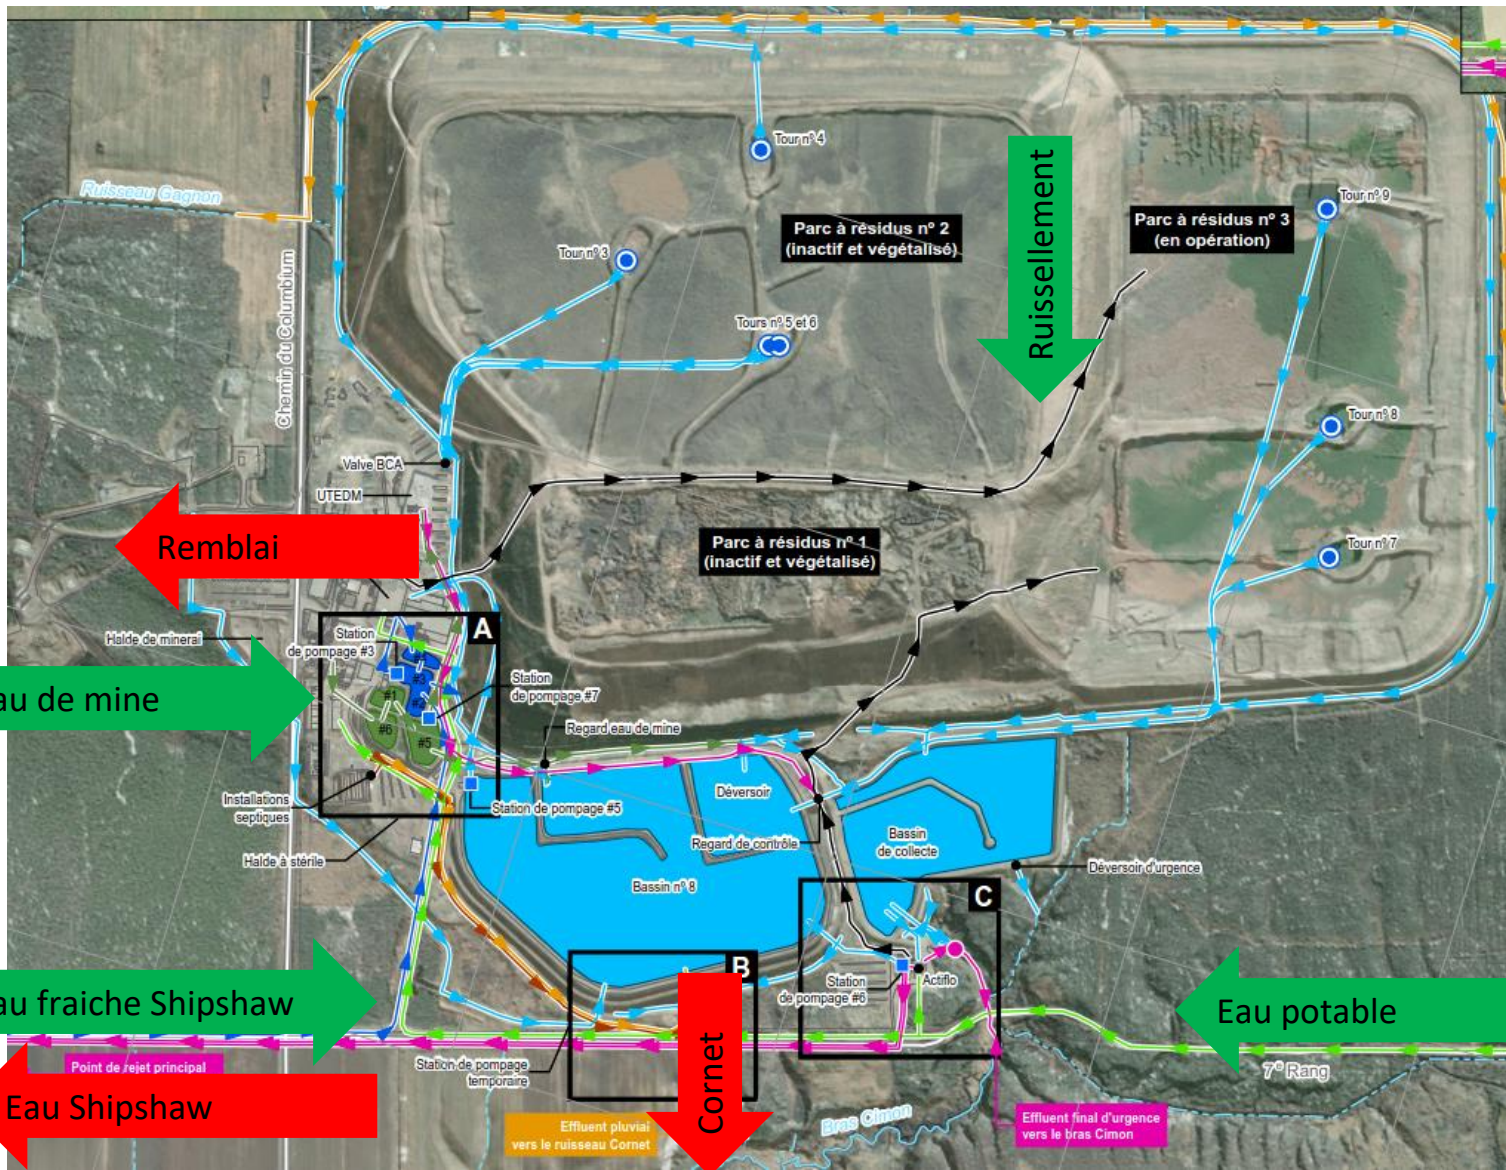 Tour nº 4
Ruissellement
Tour nº 9
Ruisseau Gagnon
Parc à résidus nº 2
(inactif et végétalisé)
Parc à résidus nº 3
(en opération)
Tour nº 3
Chemin du Columbium
Tours nº 5 et 6
Tour nº 8
Valve BCA
UTEDM
Remblai
Parc à résidus nº 1
(inactif et végétalisé)
Tour nº 7
A
Halde de minerai
Station
de pompage #3
#3
#1
#2
#6
#5
Station
de pompage #7
au de mine
Regard eau de mine
Installations
septiques
Station de pompage #5
Déversoir
Regard de contrôle
Bassin
de collecte
Halde à stérile
Bassin nº 8
Déversoir d'urgence
C
B
Station
de pompage #6
Actiflo
au fraiche Shipshaw
Eau potable
Cornet
Point de rejet principal
Station de pompage
temporaire
7e Rang
Eau Shipshaw
Effluent pluvial
vers le ruisseau Cornet
Bras Cimon
Effluent final d'urgence
vers le bras Cimon